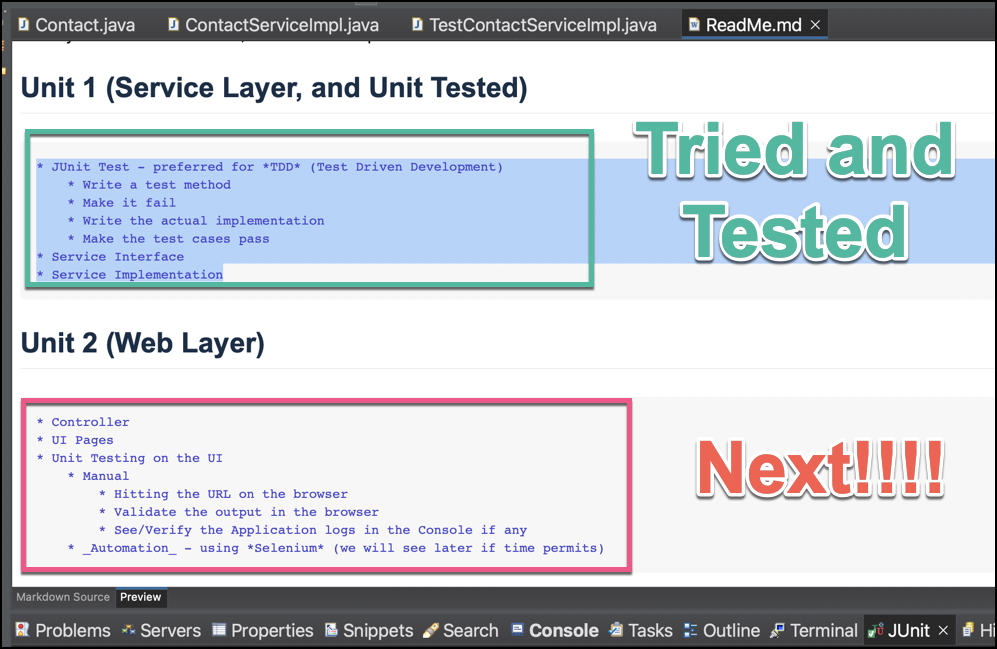 Contact.java ContactServiceImpl.java TestContactServiceImpl.java ReadMe.md
Unit 1 (Service Layer, and Unit Tested)
* JUnit Test - preferred for *TDD* (Test Driven Development)
* Write a test method
* Make it fail
* Write the actual implementation
* Make the test cases pass
* Service Interface
* Service Implementation
Tried and
Tested
Unit 2 (Web Layer)
* Controller
* UI Pages
* Unit Testing on the UI
* Manual
* Hitting the URL on the browser
* Validate the output in the browser
* See/Verify the Application logs in the Console if any
* _Automation_ - using *Selenium* (we will see later if time permits)
Next!!!!
Markdown Source Preview
Problems Servers Properties Snippets Search Console Tasks Outline Terminal JUnit Hi